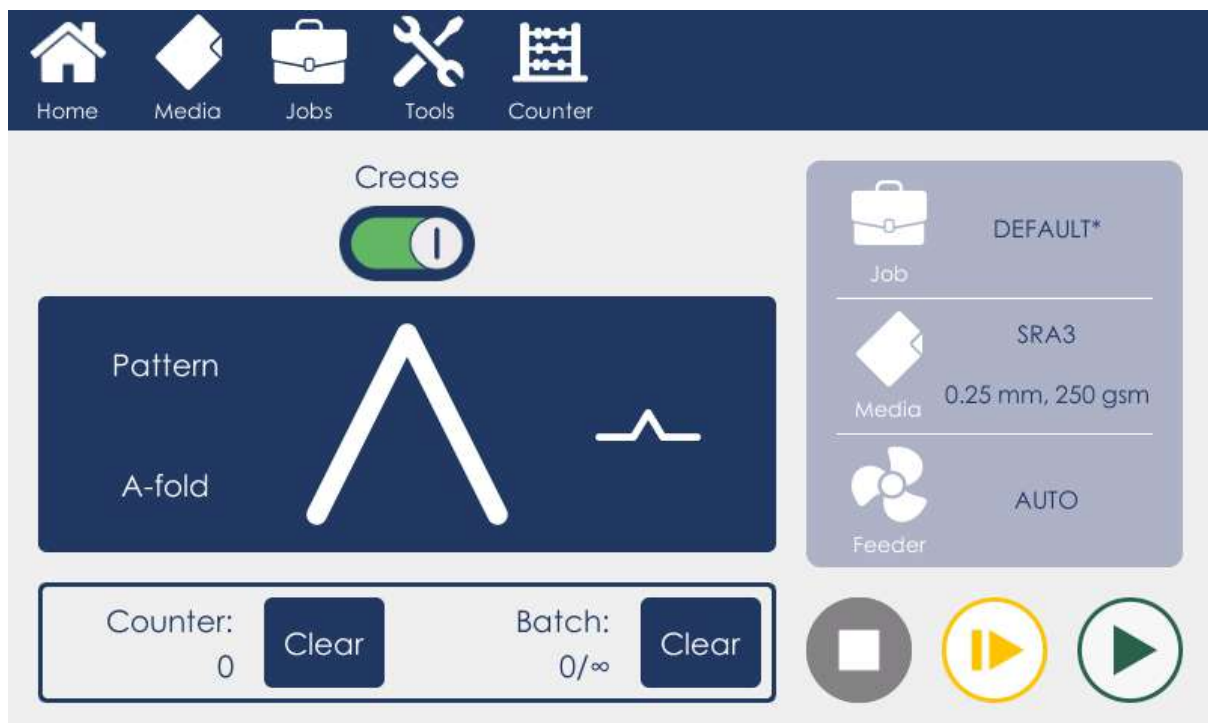 Home Media Jobs Tools Counter
Crease
Pattern
A-fold
Counter:
0
Clear
Batch:
0/∞
Clear
DEFAULT*
Job
SRA3
0.25 mm, 250 gsm
Media
AUTO
Feeder